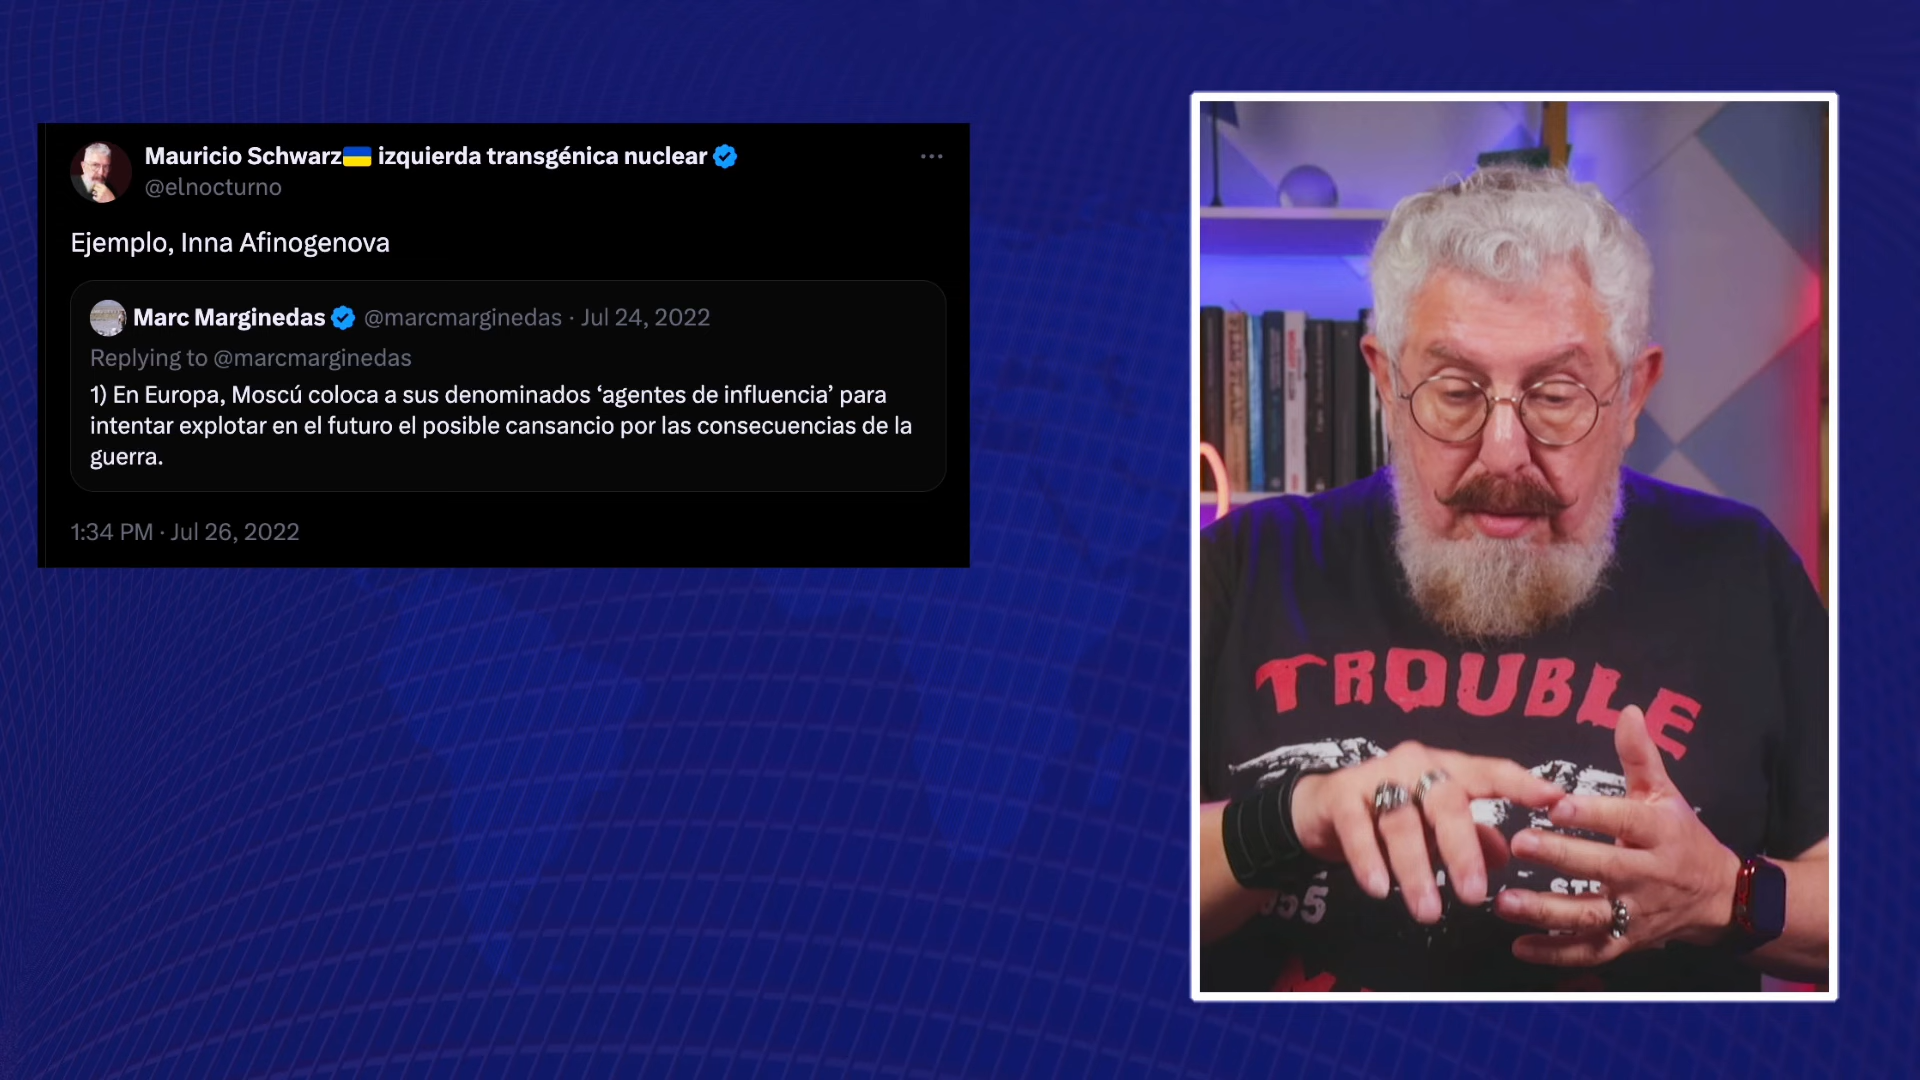 Mauricio Schwarz🇺🇦 izquierda transgénica nuclear
@elnocturno
Ejemplo, Inna Afinogenova
Marc Marginedas @marcmarginedas · Jul 24, 2022
Replying to @marcmarginedas
1) En Europa, Moscú coloca a sus denominados ‘agentes de influencia’ para
intentar explotar en el futuro el posible cansancio por las consecuencias de la
guerra.
1:34 PM · Jul 26, 2022
TROUBLE